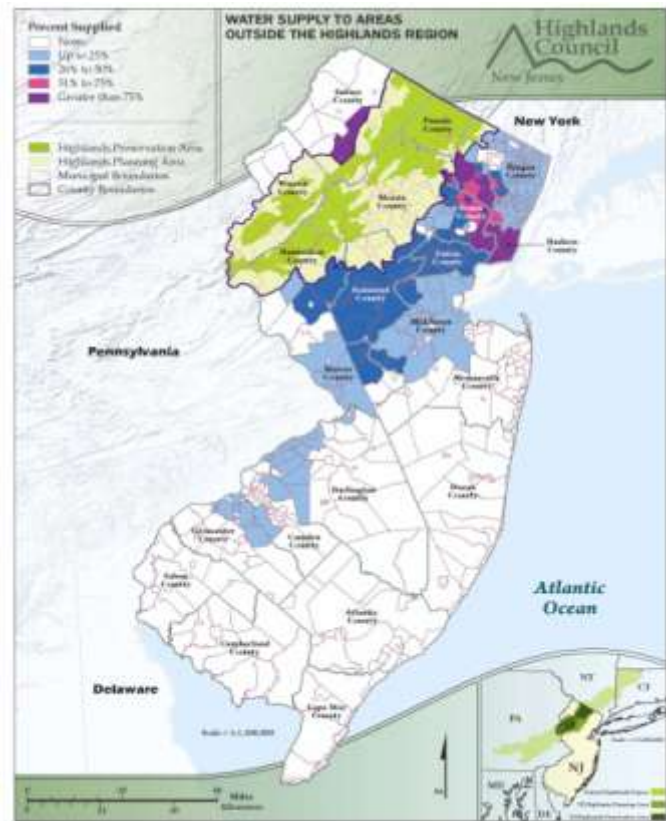 WATER SUPPLY TO AREAS
OUTSIDE THE HIGHLANDS REGION
Highlands
Council
New Jersey
Percent Supplied
None
Up to 25%
26% to 50%
51% to 75%
Greater than 75%
Highlands Preservation Area
Highlands Planning Area
Municipal Boundaries
County Boundaries
Sussex
County
Passaic
County
New York
Bergen
County
Warren
County
Morris
County
Hudson
County
Hunterdon
County
Union
County
Somerset
County
Middlesex
County
Pennsylvania
Mercer
County
Monmouth
County
Ocean
County
Burlington
County
Gloucester
County
Camden
County
Salem
County
Atlantic
County
Atlantic
Ocean
Cumberland
County
Delaware
Cape May
County
Miles
Kilometers
NY
CT
PA
NJ
MD
DE